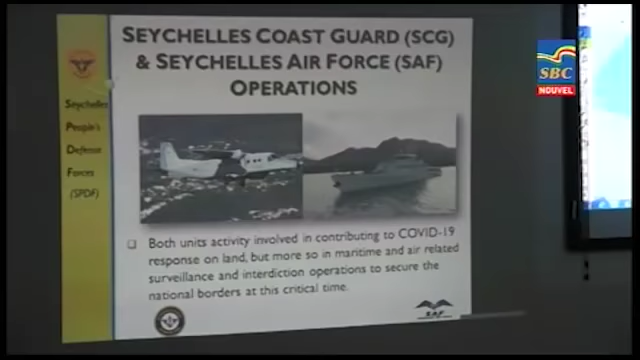 SEYCHELLES COAST GUARD (SCG)
& SEYCHELLES AIR FORCE (SAF)
OPERATIONS
Seychelles
People's
Defense
Forces
(SPDF)
Both units activity involved in contributing to COVID-19
response on land, but more so in maritime and air related
surveillance and interdiction operations to secure the
national borders at this critical time.
SAF
SBC
NOUVEL